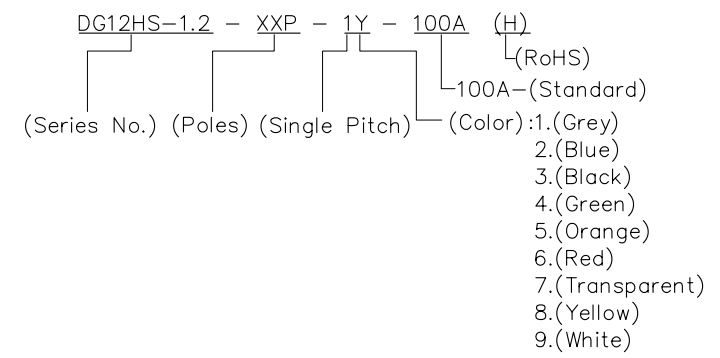 DG12HS-1.2 - XXP - 1Y - 100A (H)
(RoHS)
100A-(Standard)
(Series No.) (Poles) (Single Pitch) (Color):1.(Grey)
2.(Blue)
3.(Black)
4.(Green)
5.(Orange)
6.(Red)
7.(Transparent)
8.(Yellow)
9.(White)